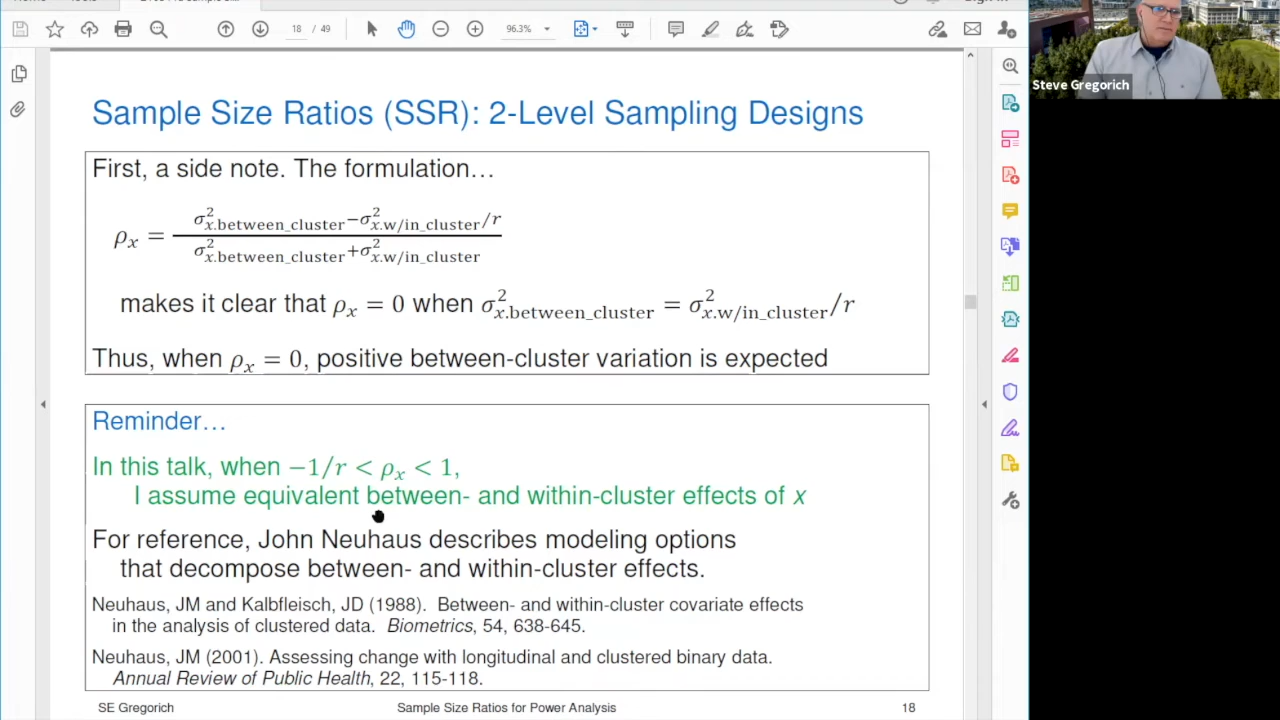 18 / 49
96.3%
Steve Gregorich
Sample Size Ratios (SSR): 2-Level Sampling Designs
First, a side note. The formulation…
ρₓ = (σ²x.between_cluster−σ²x.w/in_cluster/r) / (σ²x.between_cluster+σ²x.w/in_cluster)
makes it clear that ρₓ = 0 when σ²x.between_cluster = σ²x.w/in_cluster/r
Thus, when ρₓ = 0, positive between-cluster variation is expected
Reminder…
In this talk, when −1/r < ρₓ < 1,
I assume equivalent between- and within-cluster effects of x
For reference, John Neuhaus describes modeling options
that decompose between- and within-cluster effects.
Neuhaus, JM and Kalbfleisch, JD (1988). Between- and within-cluster covariate effects
in the analysis of clustered data. Biometrics, 54, 638-645.
Neuhaus, JM (2001). Assessing change with longitudinal and clustered binary data.
Annual Review of Public Health, 22, 115-118.
SE Gregorich
Sample Size Ratios for Power Analysis
18